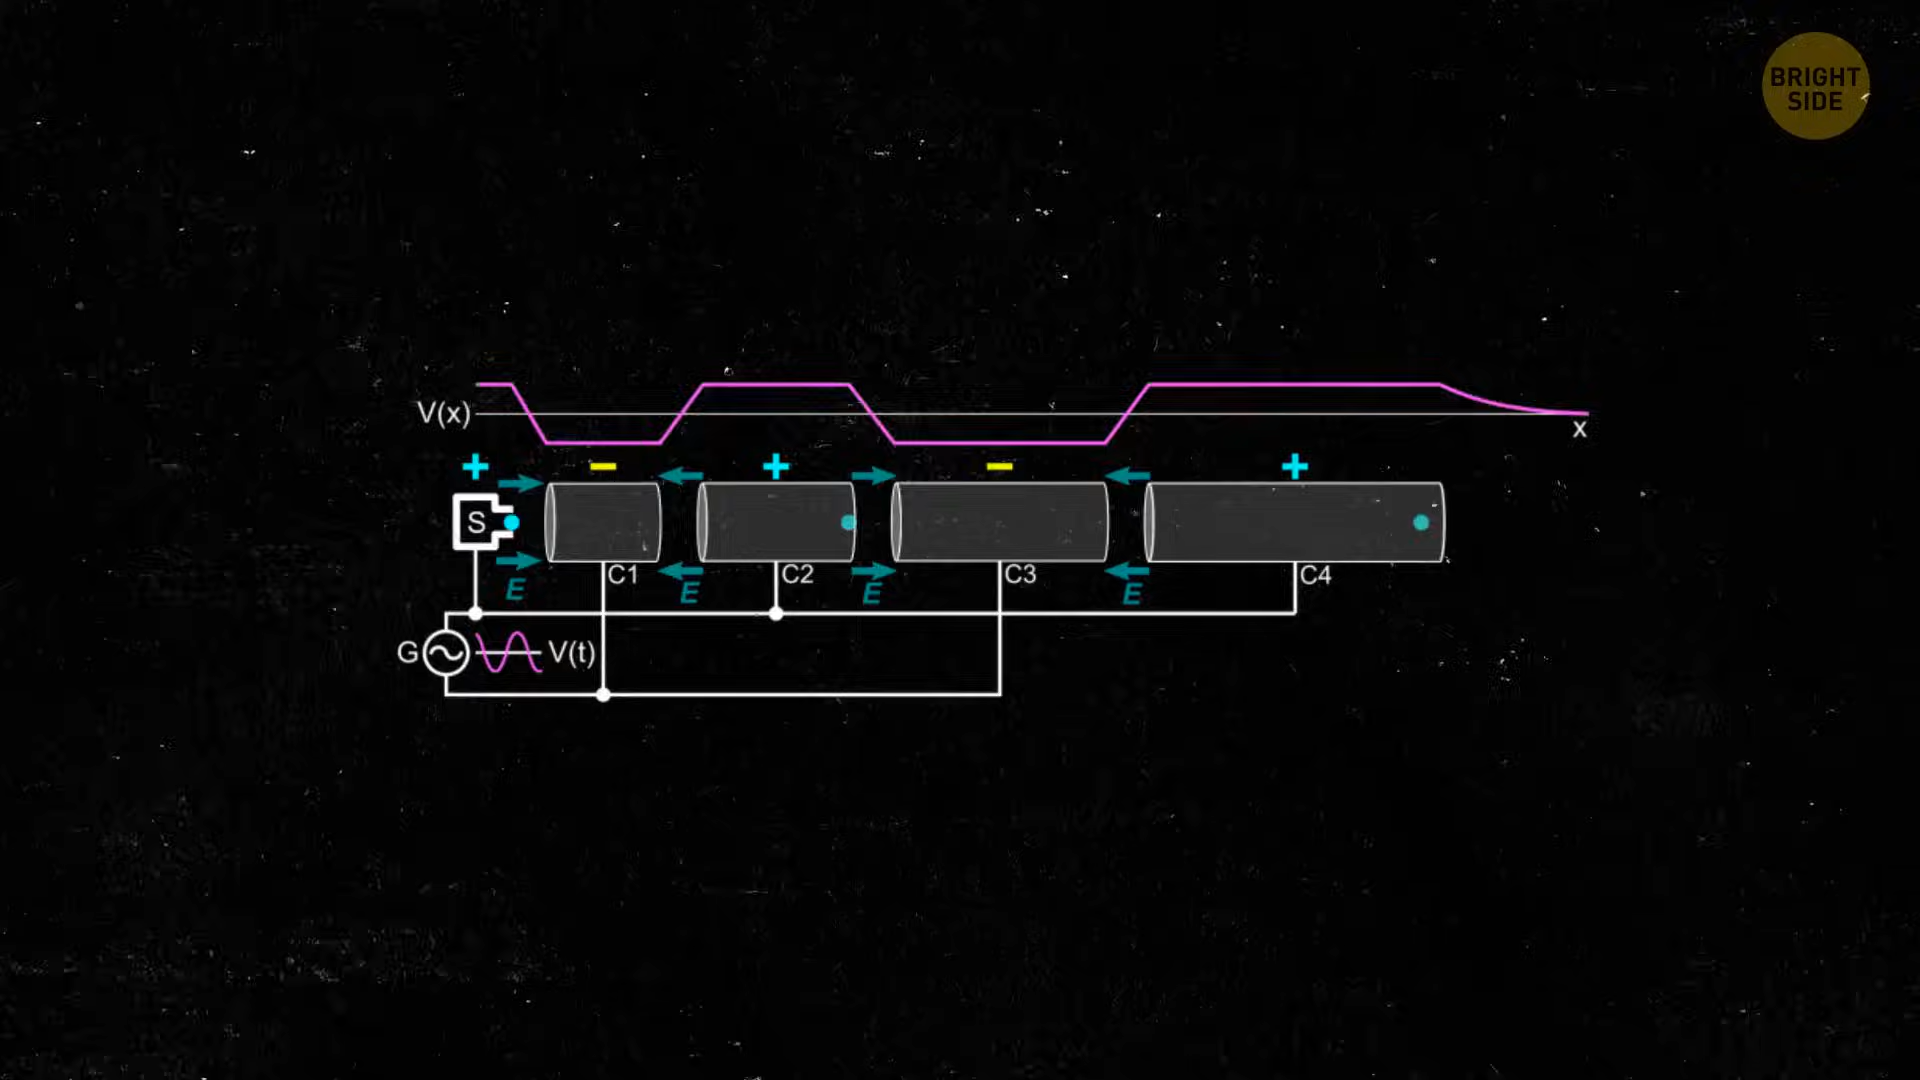 BRIGHT
SIDE
V(x)
x
+ − + − +
S
C1 C2 C3 C4
E E E E
G V(t)